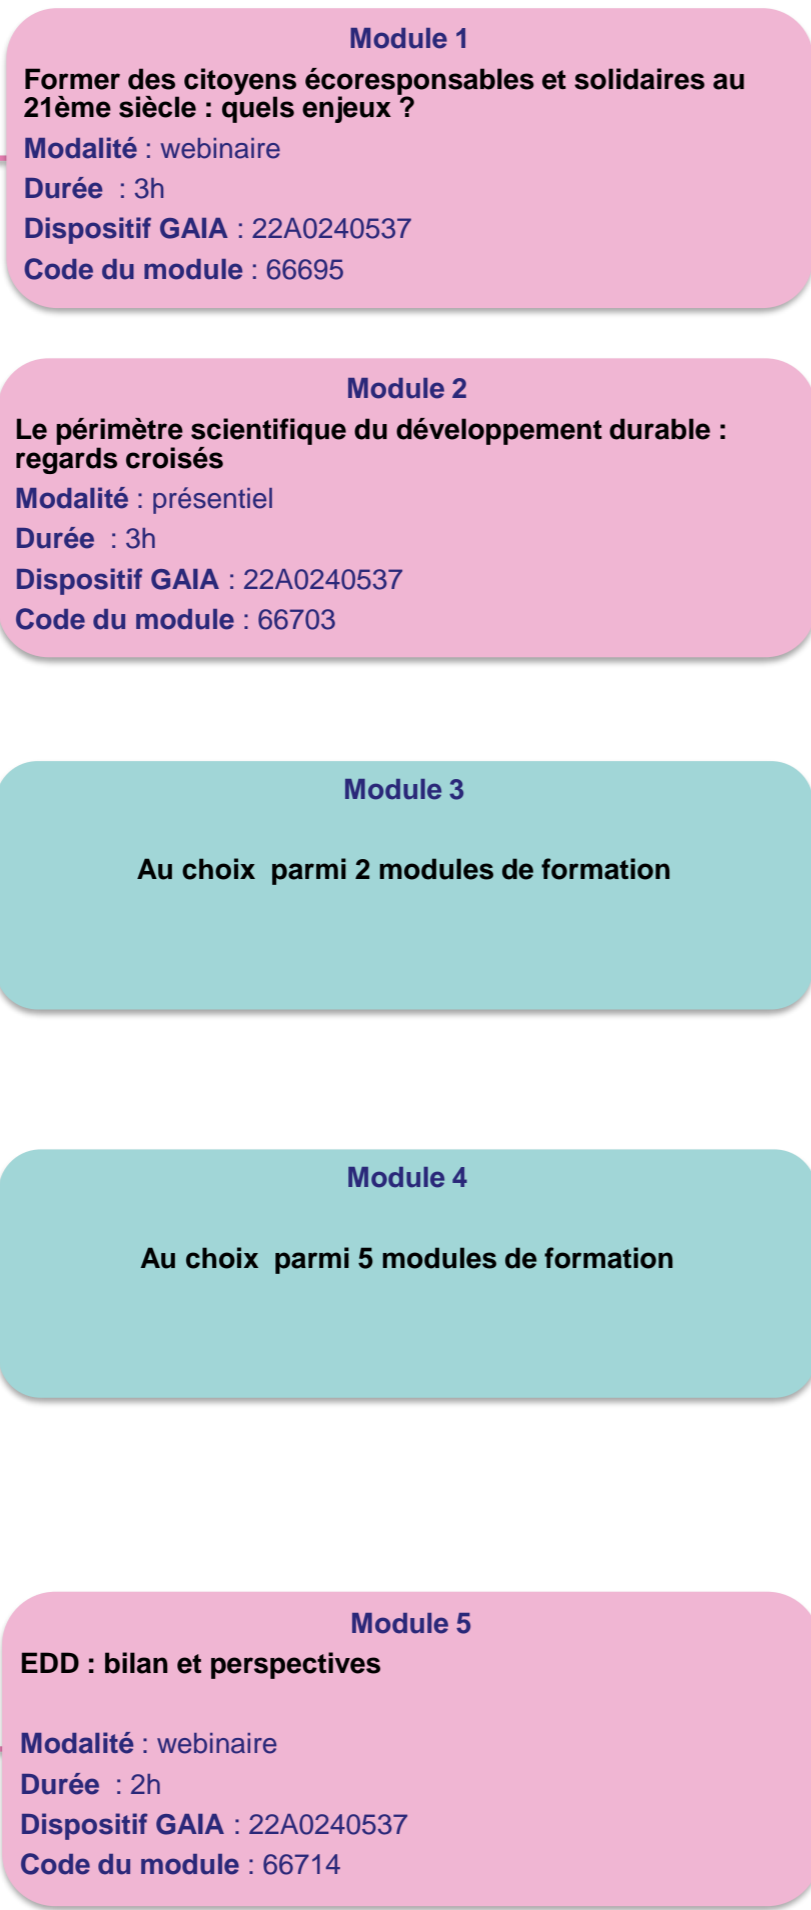 Module 1
Former des citoyens écoresponsables et solidaires au
21ème siècle : quels enjeux ?
Modalité : webinaire
Durée  : 3h
Dispositif GAIA : 22A0240537
Code du module : 66695
Module 2
Le périmètre scientifique du développement durable :
regards croisés
Modalité : présentiel
Durée  : 3h
Dispositif GAIA : 22A0240537
Code du module : 66703
Module 3
Au choix  parmi 2 modules de formation
Module 4
Au choix  parmi 5 modules de formation
Module 5
EDD : bilan et perspectives
Modalité : webinaire
Durée  : 2h
Dispositif GAIA : 22A0240537
Code du module : 66714